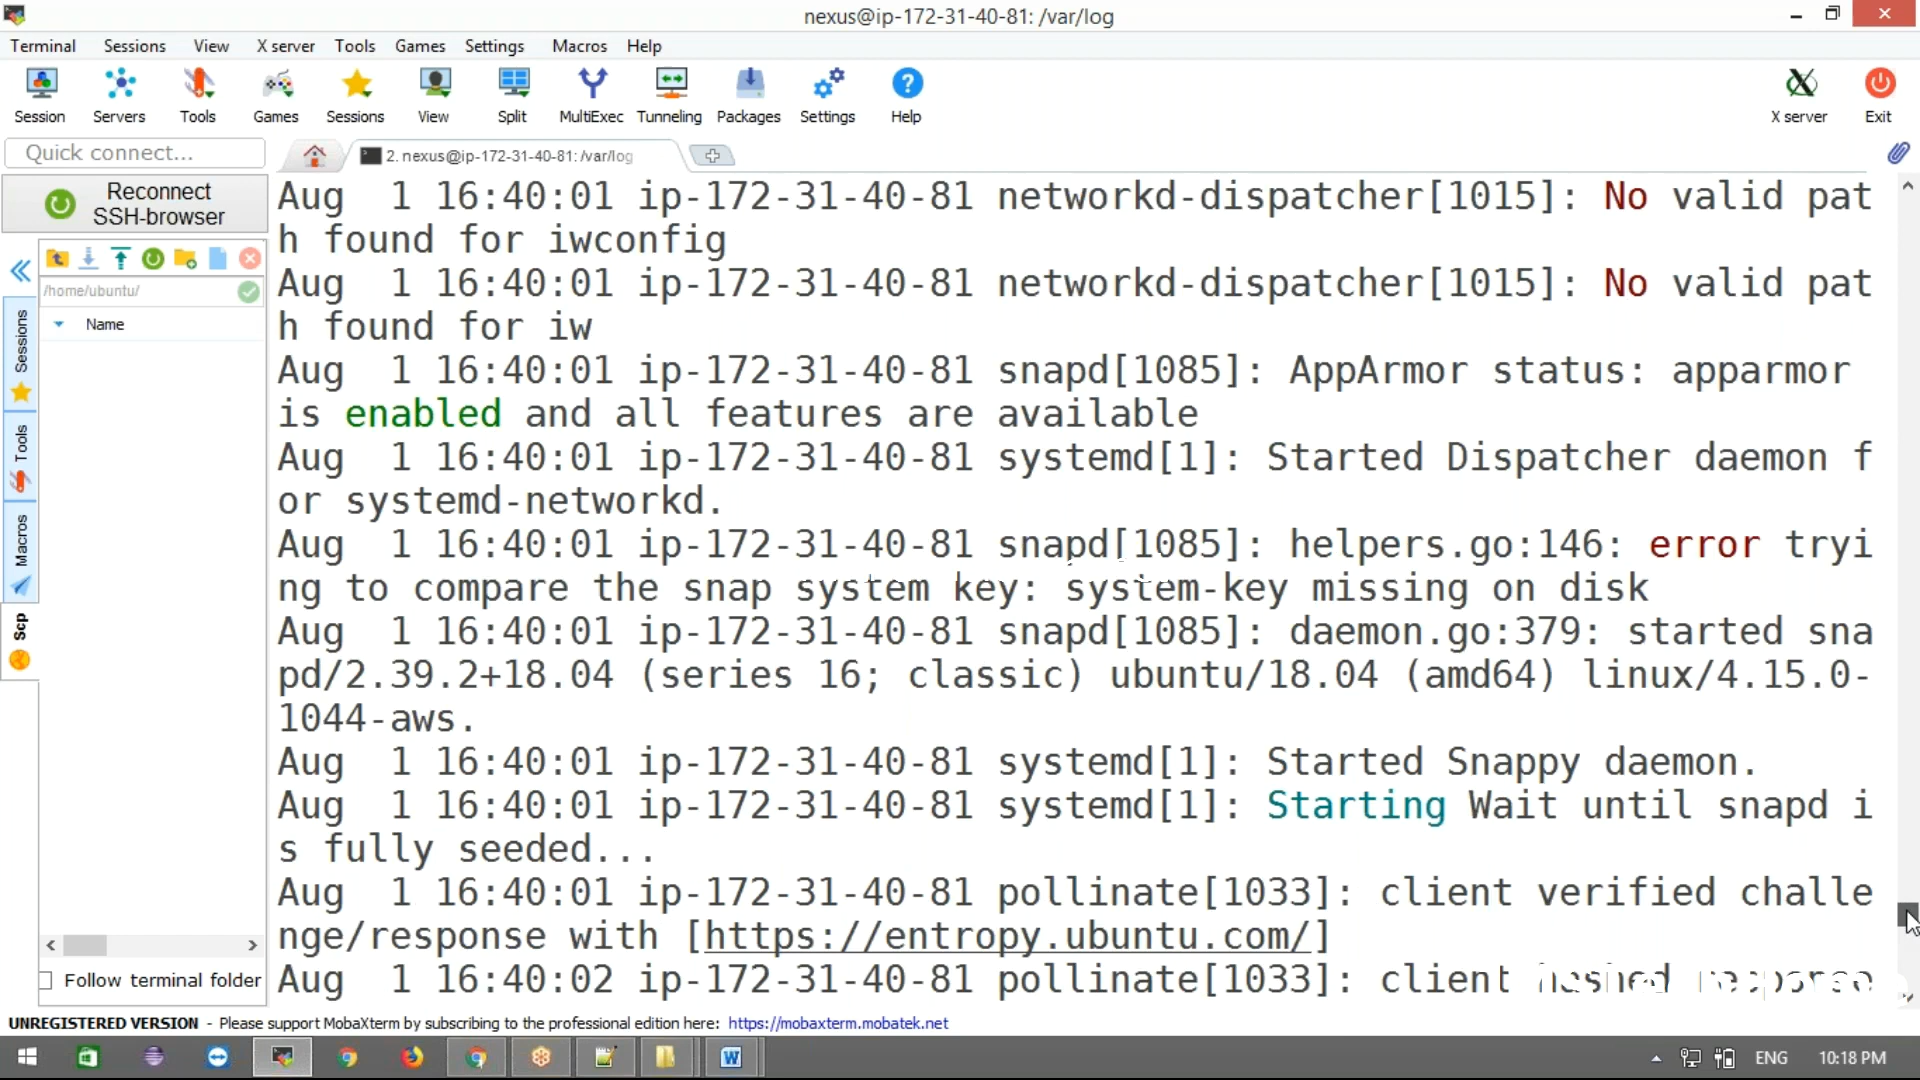 nexus@ip-172-31-40-81: /var/log
Terminal Sessions View X server Tools Games Settings Macros Help
Session Servers Tools Games Sessions View Split MultiExec Tunneling Packages Settings Help X server Exit
Quick connect...
2. nexus@ip-172-31-40-81: /var/log
Reconnect
SSH-browser
/home/ubuntu/
Name
Sessions
Tools
Macros
Scp
Follow terminal folder
Aug  1 16:40:01 ip-172-31-40-81 networkd-dispatcher[1015]: No valid pat
h found for iwconfig
Aug  1 16:40:01 ip-172-31-40-81 networkd-dispatcher[1015]: No valid pat
h found for iw
Aug  1 16:40:01 ip-172-31-40-81 snapd[1085]: AppArmor status: apparmor
is enabled and all features are available
Aug  1 16:40:01 ip-172-31-40-81 systemd[1]: Started Dispatcher daemon f
or systemd-networkd.
Aug  1 16:40:01 ip-172-31-40-81 snapd[1085]: helpers.go:146: error tryi
ng to compare the snap system key: system-key missing on disk
Aug  1 16:40:01 ip-172-31-40-81 snapd[1085]: daemon.go:379: started sna
pd/2.39.2+18.04 (series 16; classic) ubuntu/18.04 (amd64) linux/4.15.0-
1044-aws.
Aug  1 16:40:01 ip-172-31-40-81 systemd[1]: Started Snappy daemon.
Aug  1 16:40:01 ip-172-31-40-81 systemd[1]: Starting Wait until snapd i
s fully seeded...
Aug  1 16:40:01 ip-172-31-40-81 pollinate[1033]: client verified challe
nge/response with [https://entropy.ubuntu.com/]
Aug  1 16:40:02 ip-172-31-40-81 pollinate[1033]: client hashed response
UNREGISTERED VERSION - Please support MobaXterm by subscribing to the professional edition here: https://mobaxterm.mobatek.net
ENG 10:18 PM